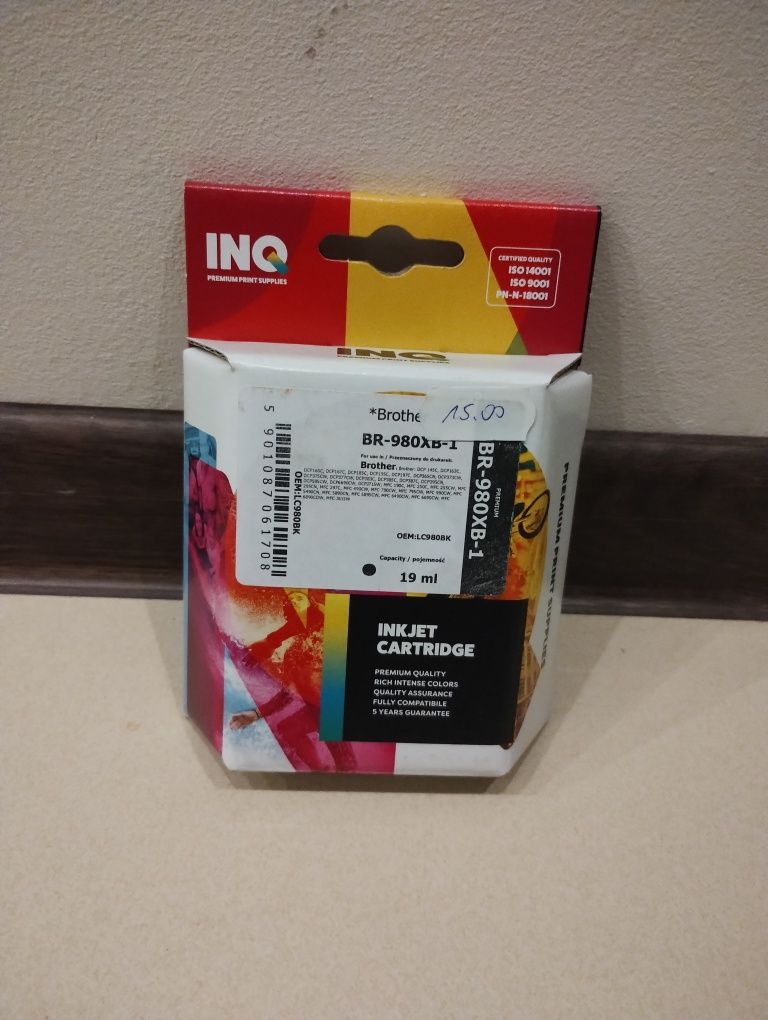 INQ
PREMIUM PRINT SUPPLIES
CERTIFIED QUALITY
ISO 14001
ISO 9001
PN-N-18001
INQ
PREMIUM PRINT SUPPLIES
*Brothe
15.00
BR-980XB-1
For use in / Przeznaczony do drukarek:
Brother
OEM:LC980BK
Capacity / pojemność
19 ml
5 901087 061708
OEM:LC980BK
PREMIUM
BR-980XB-1
INKJET
CARTRIDGE
PREMIUM QUALITY
RICH INTENSE COLORS
QUALITY ASSURANCE
FULLY COMPATIBILE
5 YEARS GUARANTEE
PREMIUM PRINT SUPPLIES